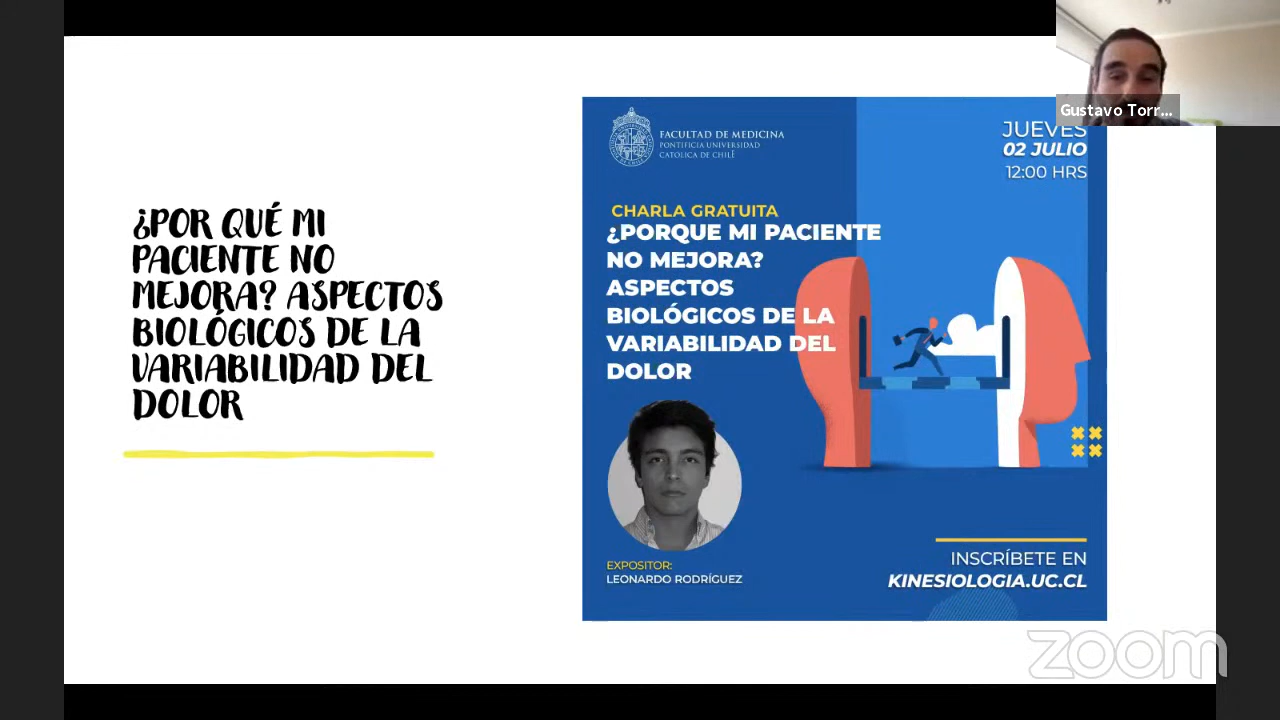 ¿POR QUÉ MI
PACIENTE NO
MEJORA? ASPECTOS
BIOLÓGICOS DE LA
VARIABILIDAD DEL
DOLOR
FACULTAD DE MEDICINA
PONTIFICIA UNIVERSIDAD
CATOLICA DE CHILE
JUEVES
02 JULIO
12:00 HRS
CHARLA GRATUITA
¿PORQUE MI PACIENTE
NO MEJORA?
ASPECTOS
BIOLÓGICOS DE LA
VARIABILIDAD DEL
DOLOR
EXPOSITOR:
LEONARDO RODRÍGUEZ
INSCRÍBETE EN
KINESIOLOGIA.UC.CL
Gustavo Torr...
zoom